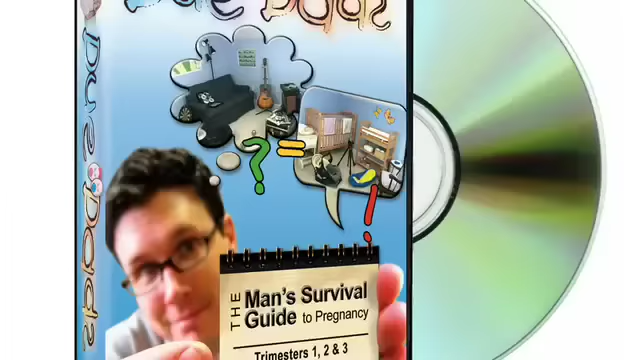 ? = !
THE
Man's Survival
Guide to Pregnancy
Trimesters 1, 2 & 3